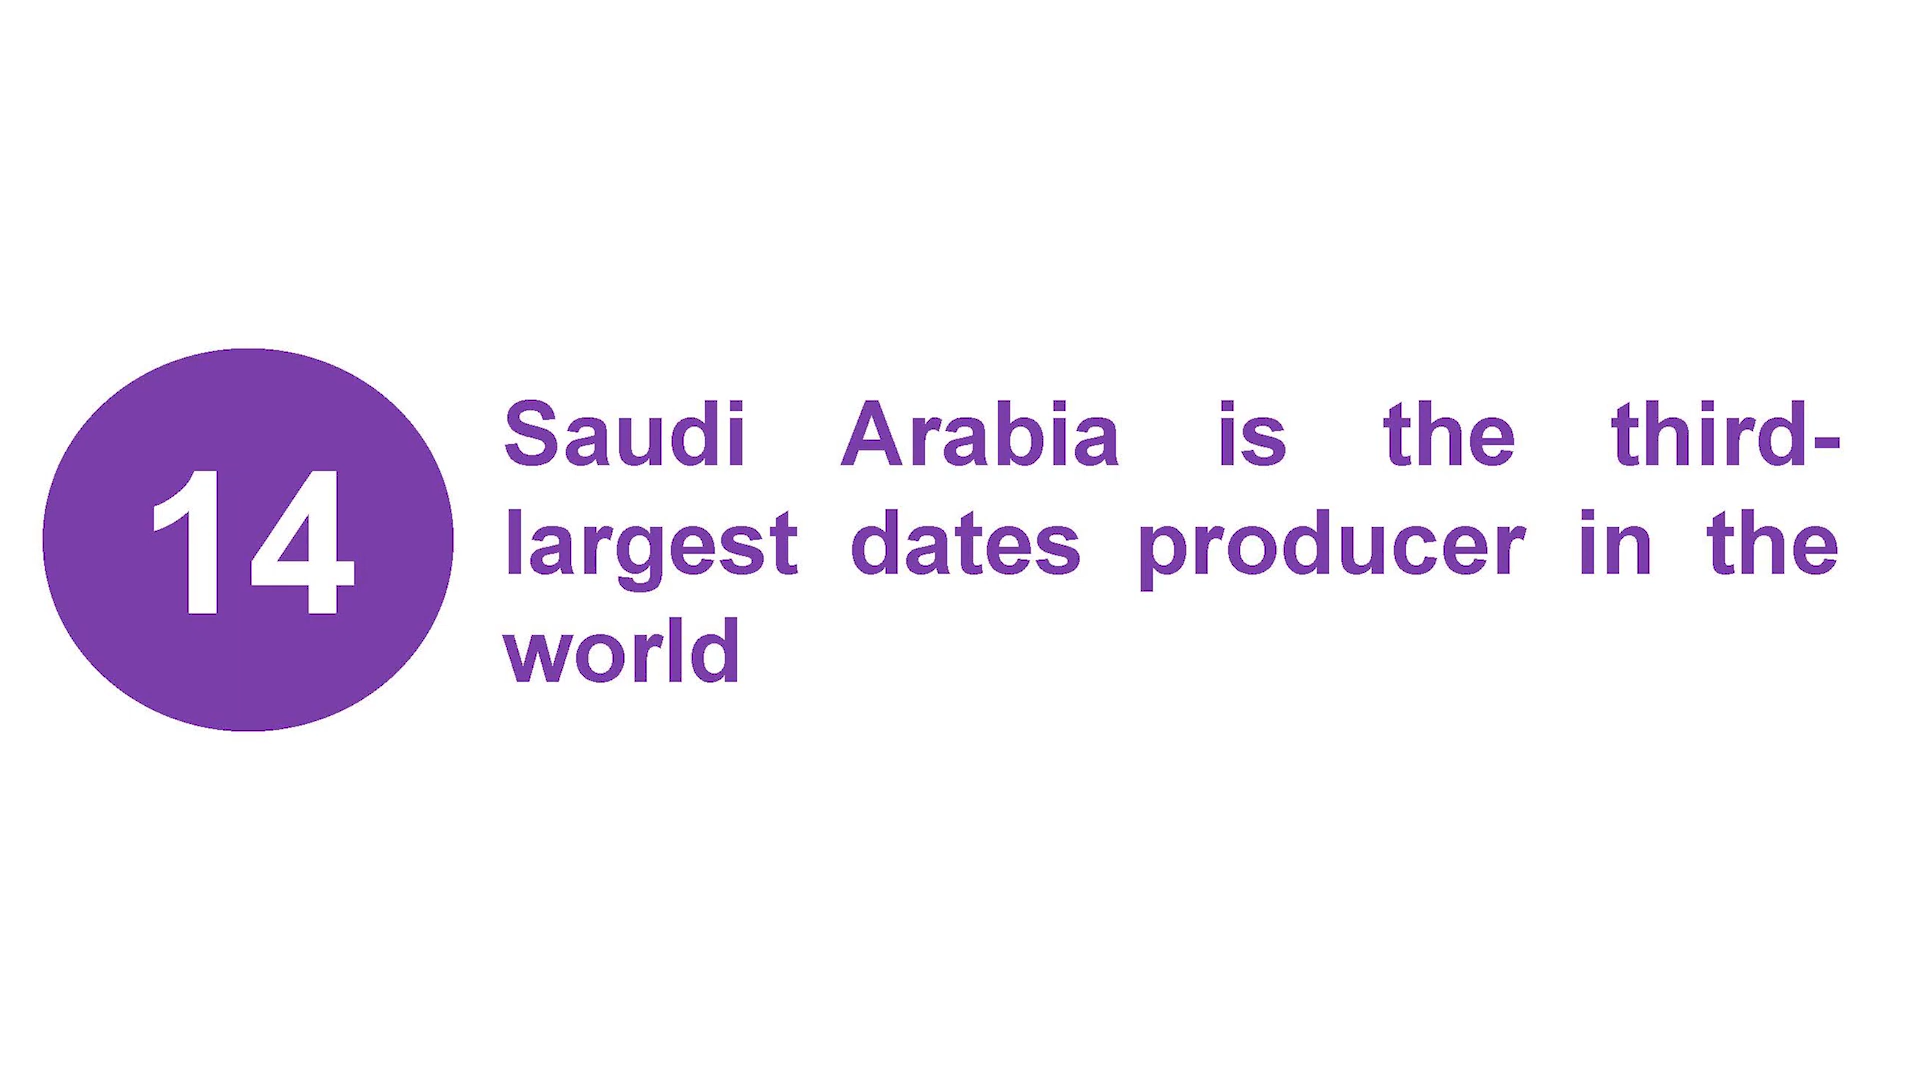 14
Saudi Arabia is the third-
largest dates producer in the
world